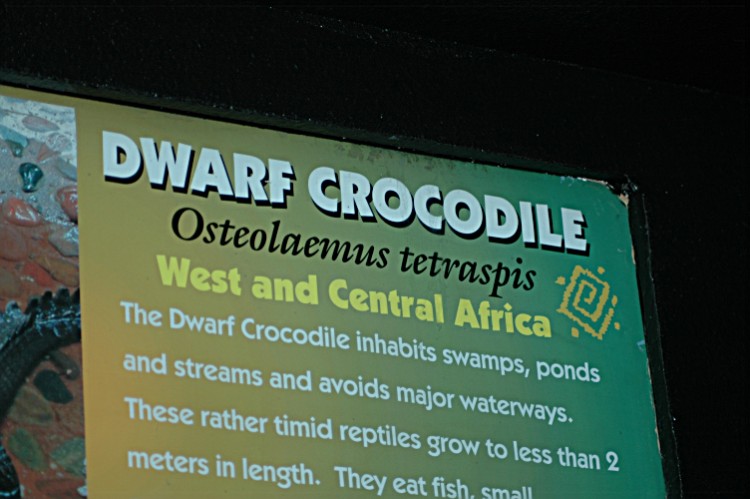 DWARF CROCODILE
Osteolaemus tetraspis
West and Central Africa
The Dwarf Crocodile inhabits swamps, ponds
and streams and avoids major waterways.
These rather timid reptiles grow to less than 2
meters in length. They eat fish, small